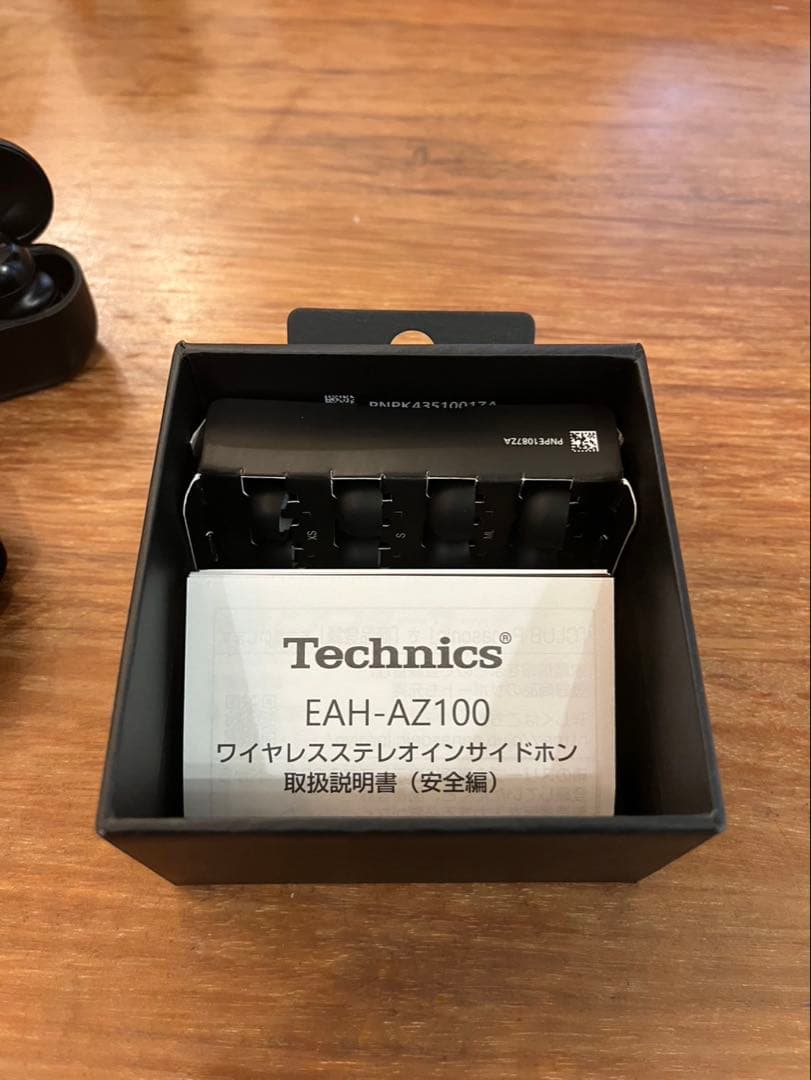 PNPK4351001ZA
PNPE1087ZA
XS
S
Technics®
EAH-AZ100
ワイヤレスステレオインサイドホン
取扱説明書（安全編）